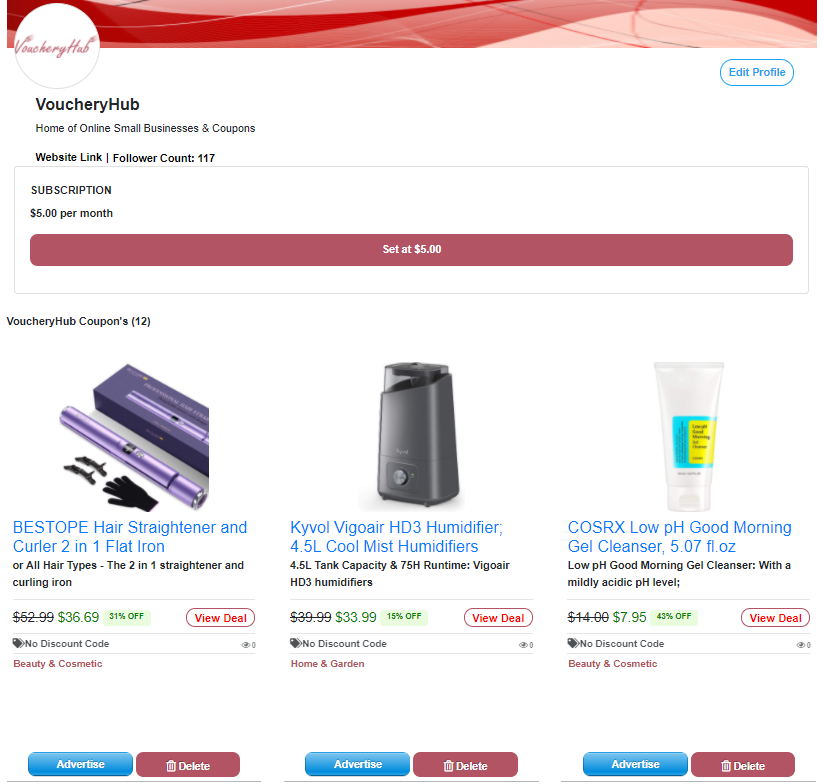 VoucheryHub
Edit Profile
VoucheryHub
Home of Online Small Businesses & Coupons
Website Link | Follower Count: 117
SUBSCRIPTION
$5.00 per month
Set at $5.00
VoucheryHub Coupon's (12)
BESTOPE Hair Straightener and
Curler 2 in 1 Flat Iron
or All Hair Types - The 2 in 1 straightener and
curling iron
$52.99 $36.69 31% OFF View Deal
No Discount Code 0
Beauty & Cosmetic
Advertise Delete
Kyvol
Kyvol Vigoair HD3 Humidifier;
4.5L Cool Mist Humidifiers
4.5L Tank Capacity & 75H Runtime: Vigoair
HD3 humidifiers
$39.99 $33.99 15% OFF View Deal
No Discount Code 0
Home & Garden
Advertise Delete
Low pH
Good
Morning
Gel
Cleanser
COSRX Low pH Good Morning
Gel Cleanser, 5.07 fl.oz
Low pH Good Morning Gel Cleanser: With a
mildly acidic pH level;
$14.00 $7.95 43% OFF View Deal
No Discount Code 0
Beauty & Cosmetic
Advertise Delete